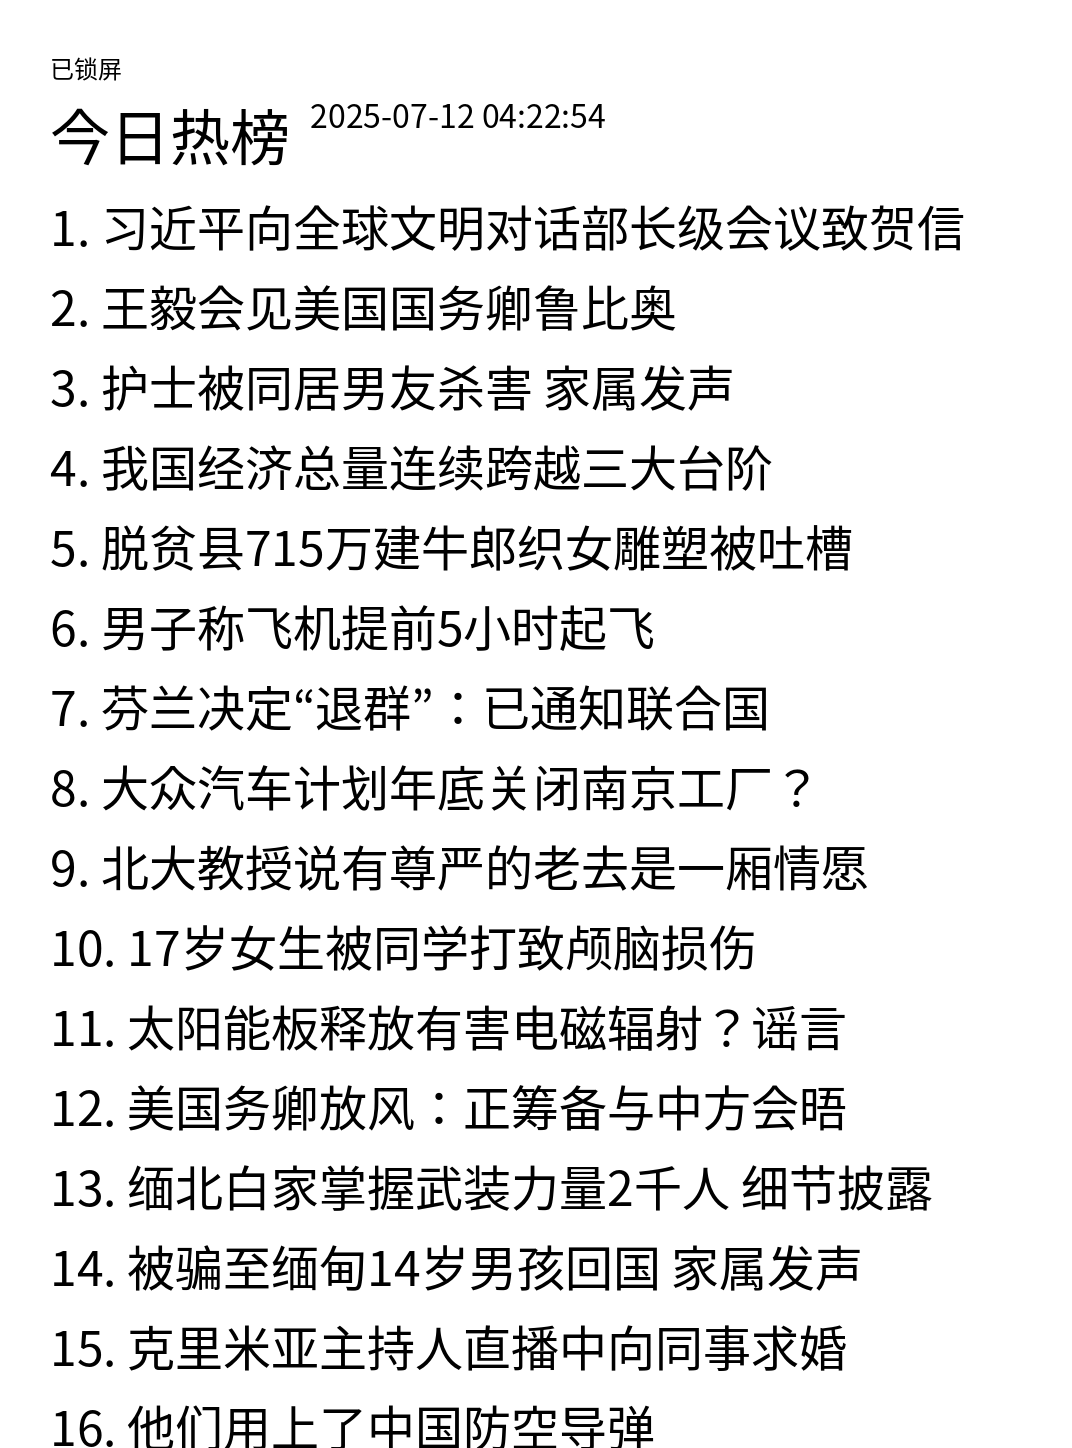 已锁屏
今日热榜 2025-07-12 04:22:54
1. 习近平向全球文明对话部长级会议致贺信
2. 王毅会见美国国务卿鲁比奥
3. 护士被同居男友杀害 家属发声
4. 我国经济总量连续跨越三大台阶
5. 脱贫县715万建牛郎织女雕塑被吐槽
6. 男子称飞机提前5小时起飞
7. 芬兰决定“退群”：已通知联合国
8. 大众汽车计划年底关闭南京工厂？
9. 北大教授说有尊严的老去是一厢情愿
10. 17岁女生被同学打致颅脑损伤
11. 太阳能板释放有害电磁辐射？谣言
12. 美国务卿放风：正筹备与中方会晤
13. 缅北白家掌握武装力量2千人 细节披露
14. 被骗至缅甸14岁男孩回国 家属发声
15. 克里米亚主持人直播中向同事求婚
16. 他们用上了中国防空导弹